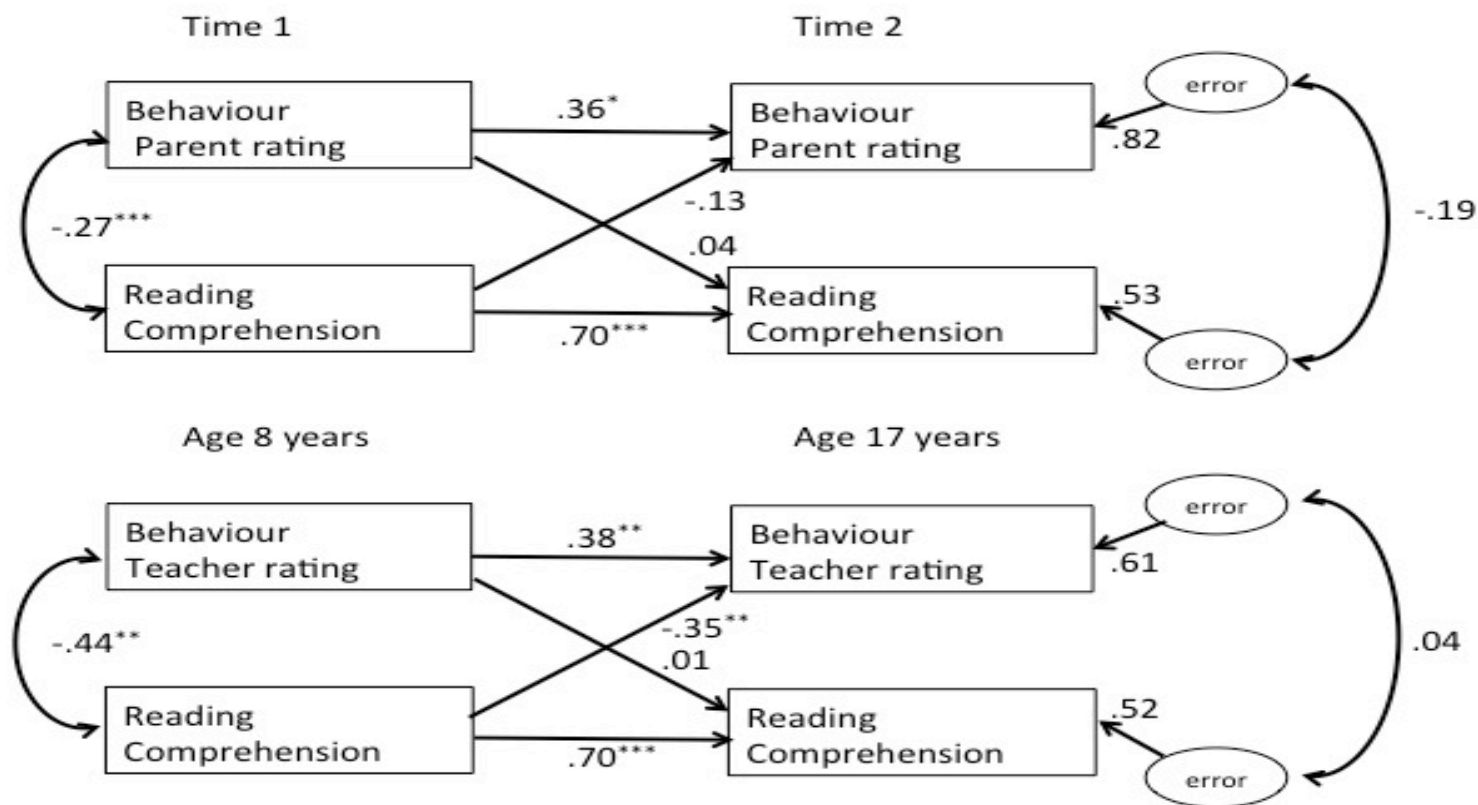 Time 1
Time 2
Behaviour
Parent rating
.36*
Behaviour
Parent rating
error
.82
-.27***
-.13
.04
-.19
Reading
Comprehension
.70***
Reading
Comprehension
.53
error
Age 8 years
Age 17 years
Behaviour
Teacher rating
.38**
Behaviour
Teacher rating
error
.61
-.44**
-.35**
.01
.04
Reading
Comprehension
.70***
Reading
Comprehension
.52
error